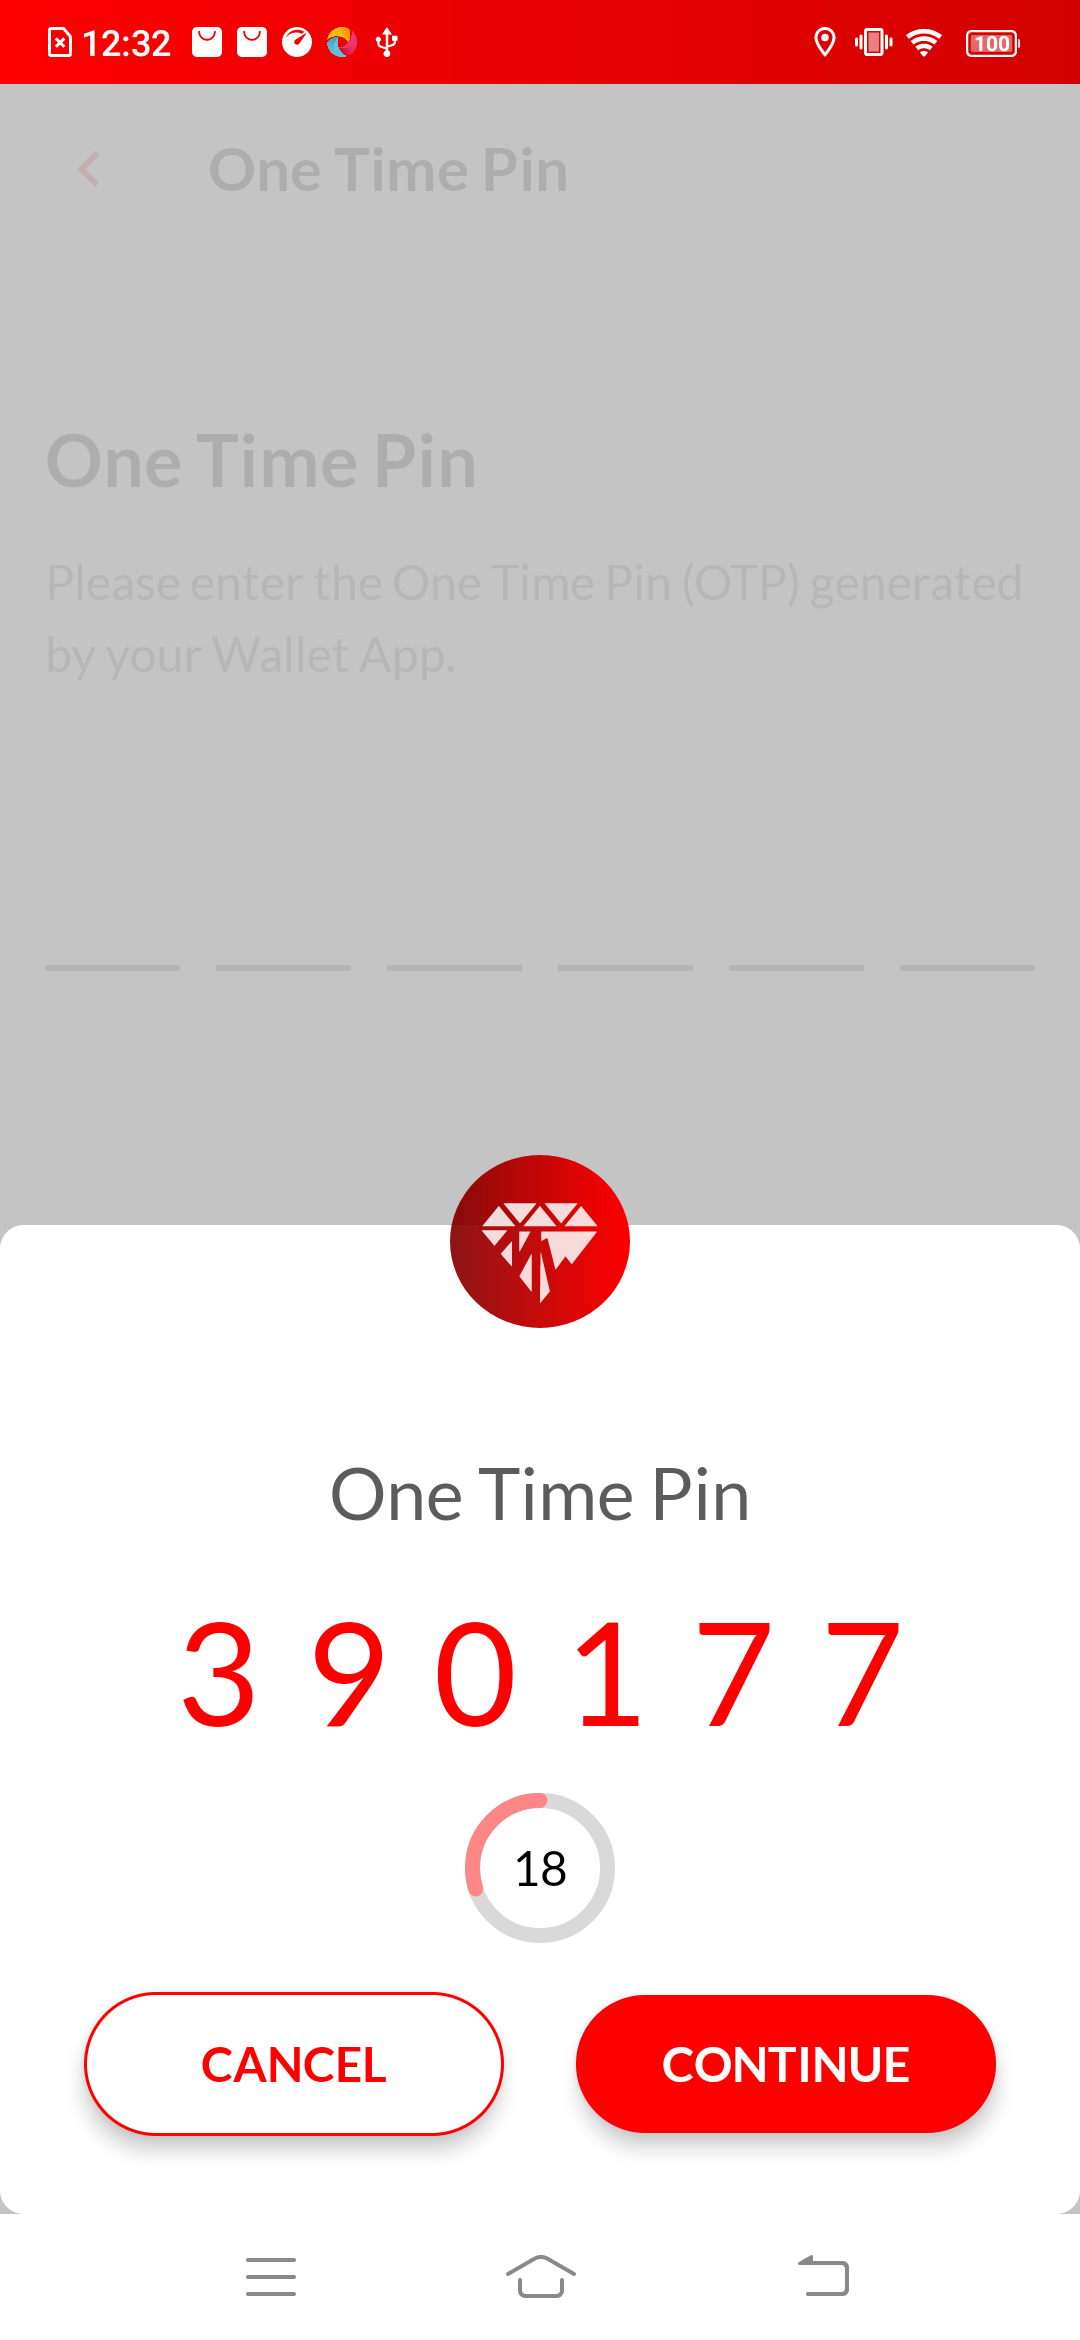 12:32
100
One Time Pin
One Time Pin
Please enter the One Time Pin (OTP) generated
by your Wallet App.
One Time Pin
3 9 0 1 7 7
18
CANCEL
CONTINUE